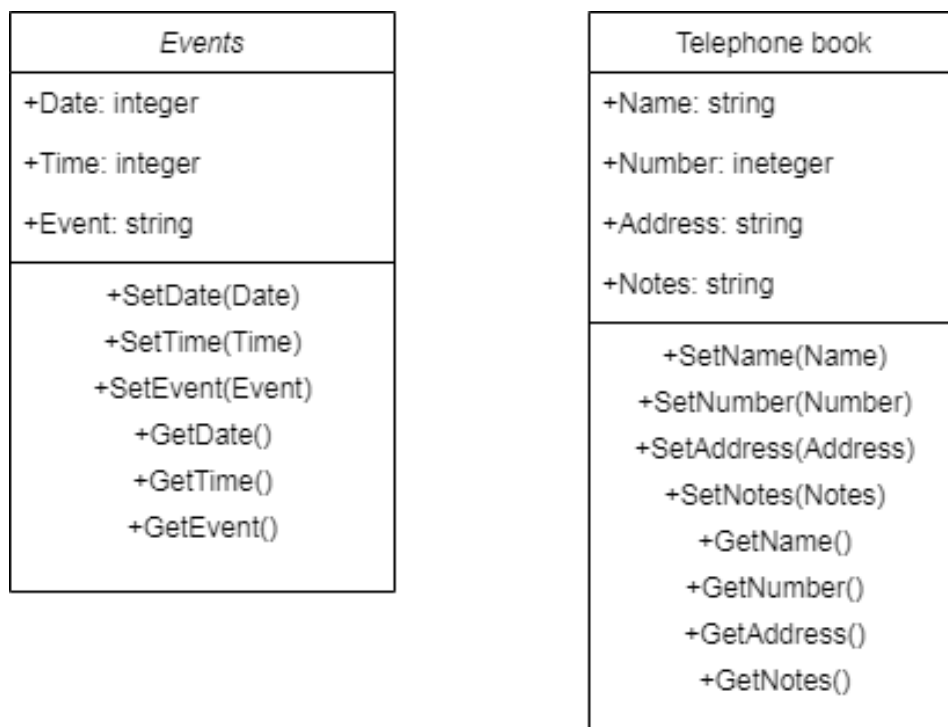 Events
+Date: integer
+Time: integer
+Event: string
+SetDate(Date)
+SetTime(Time)
+SetEvent(Event)
+GetDate()
+GetTime()
+GetEvent()
Telephone book
+Name: string
+Number: ineteger
+Address: string
+Notes: string
+SetName(Name)
+SetNumber(Number)
+SetAddress(Address)
+SetNotes(Notes)
+GetName()
+GetNumber()
+GetAddress()
+GetNotes()